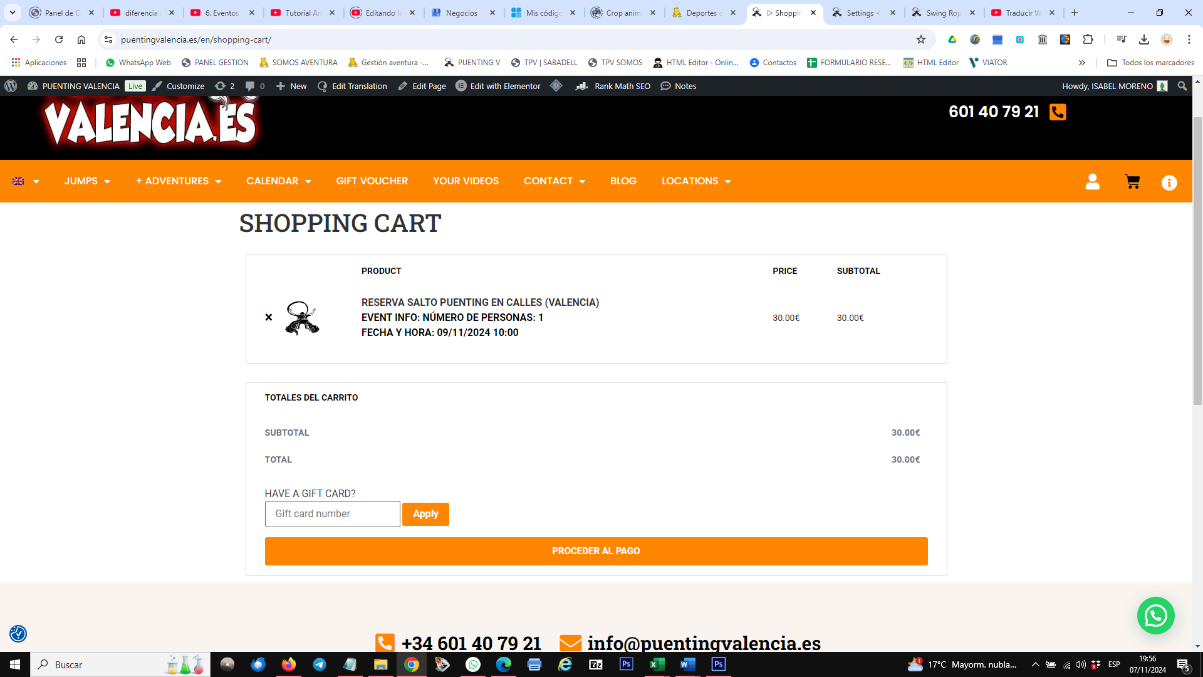 Panel de C
diferencia
6. Eventos
Tutorial Ar
Editando lo
Negocios
Mis códig
Crop anim
Deportes d
▷ Shoppin
Settings <
Swing Rop
Traducir W
puentingvalencia.es/en/shopping-cart/
Aplicaciones
WhatsApp Web
PANEL GESTION
SOMOS AVENTURA
Gestión aventura -...
PUENTING V
TPV | SABADELL
TPV SOMOS
HTML Editor - Onlin...
Contactos
FORMULARIO RESE...
HTML Editor
VIATOR
»
Todos los marcadores
PUENTING VALENCIA
Live
Customize
2
0
New
Edit Translation
Edit Page
Edit with Elementor
Rank Math SEO
Notes
Howdy, ISABEL MORENO
VALENCIA.ES
601 40 79 21
JUMPS
+ ADVENTURES
CALENDAR
GIFT VOUCHER
YOUR VIDEOS
CONTACT
BLOG
LOCATIONS
SHOPPING CART
PRODUCT
PRICE
SUBTOTAL
×
RESERVA SALTO PUENTING EN CALLES (VALENCIA)
EVENT INFO: NÚMERO DE PERSONAS: 1
FECHA Y HORA: 09/11/2024 10:00
30.00€
30.00€
TOTALES DEL CARRITO
SUBTOTAL
30.00€
TOTAL
30.00€
HAVE A GIFT CARD?
Gift card number
Apply
PROCEDER AL PAGO
+34 601 40 79 21
info@puentingvalencia.es
Buscar
17°C Mayorm. nubla...
ESP
19:56
07/11/2024